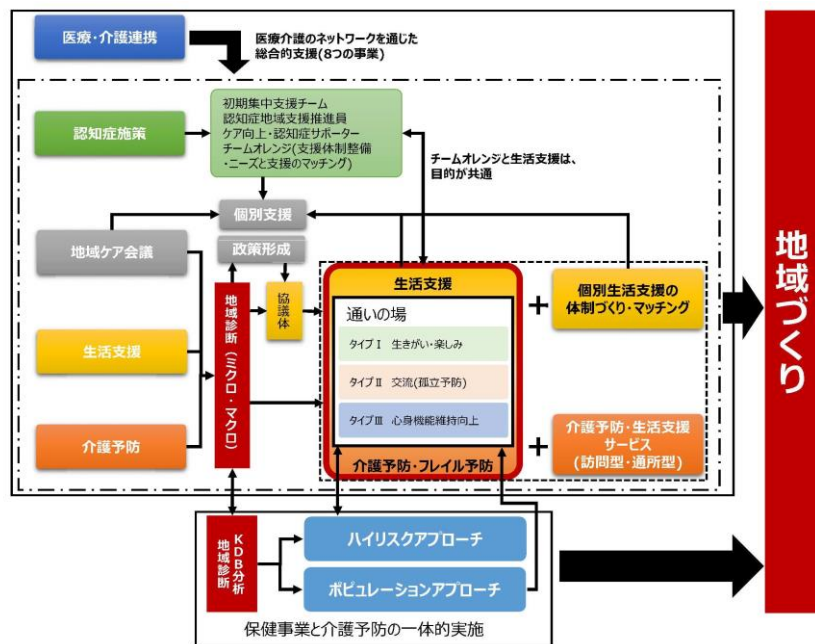 医療・介護連携
医療介護のネットワークを通じた
総合的支援(8つの事業)
認知症施策
初期集中支援チーム
認知症地域支援推進員
ケア向上・認知症サポーター
チームオレンジ(支援体制整備
・ニーズと支援のマッチング)
チームオレンジと生活支援は、
目的が共通
個別支援
地域ケア会議
政策形成
生活支援
介護予防
地域診断(ミクロ・マクロ)
協議体
生活支援
通いの場
タイプⅠ 生きがい・楽しみ
タイプⅡ 交流(孤立予防)
タイプⅢ 心身機能維持向上
介護予防・フレイル予防
+
個別生活支援の
体制づくり・マッチング
+
介護予防・生活支援
サービス
(訪問型・通所型)
地域づくり
KDB分析
地域診断
ハイリスクアプローチ
ポピュレーションアプローチ
保健事業と介護予防の一体的実施